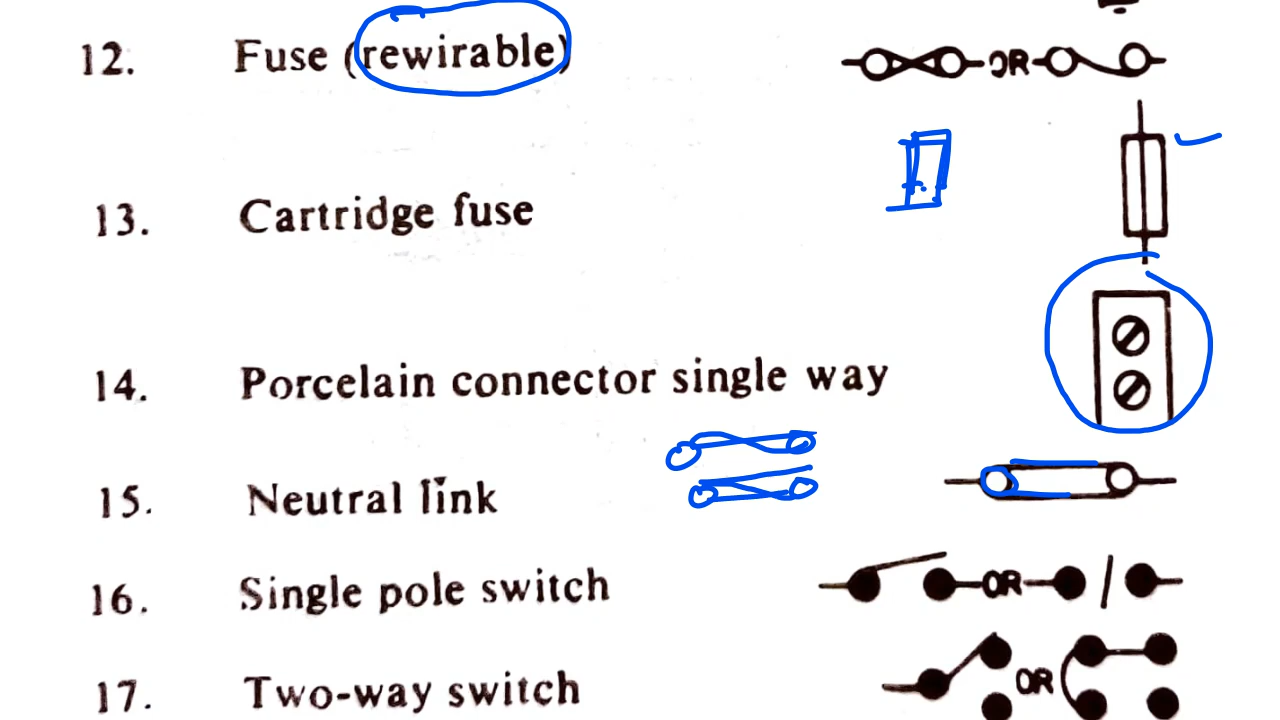 12. Fuse (rewirable) OR
13. Cartridge fuse
14. Porcelain connector single way
15. Neutral link
16. Single pole switch OR
17. Two-way switch OR